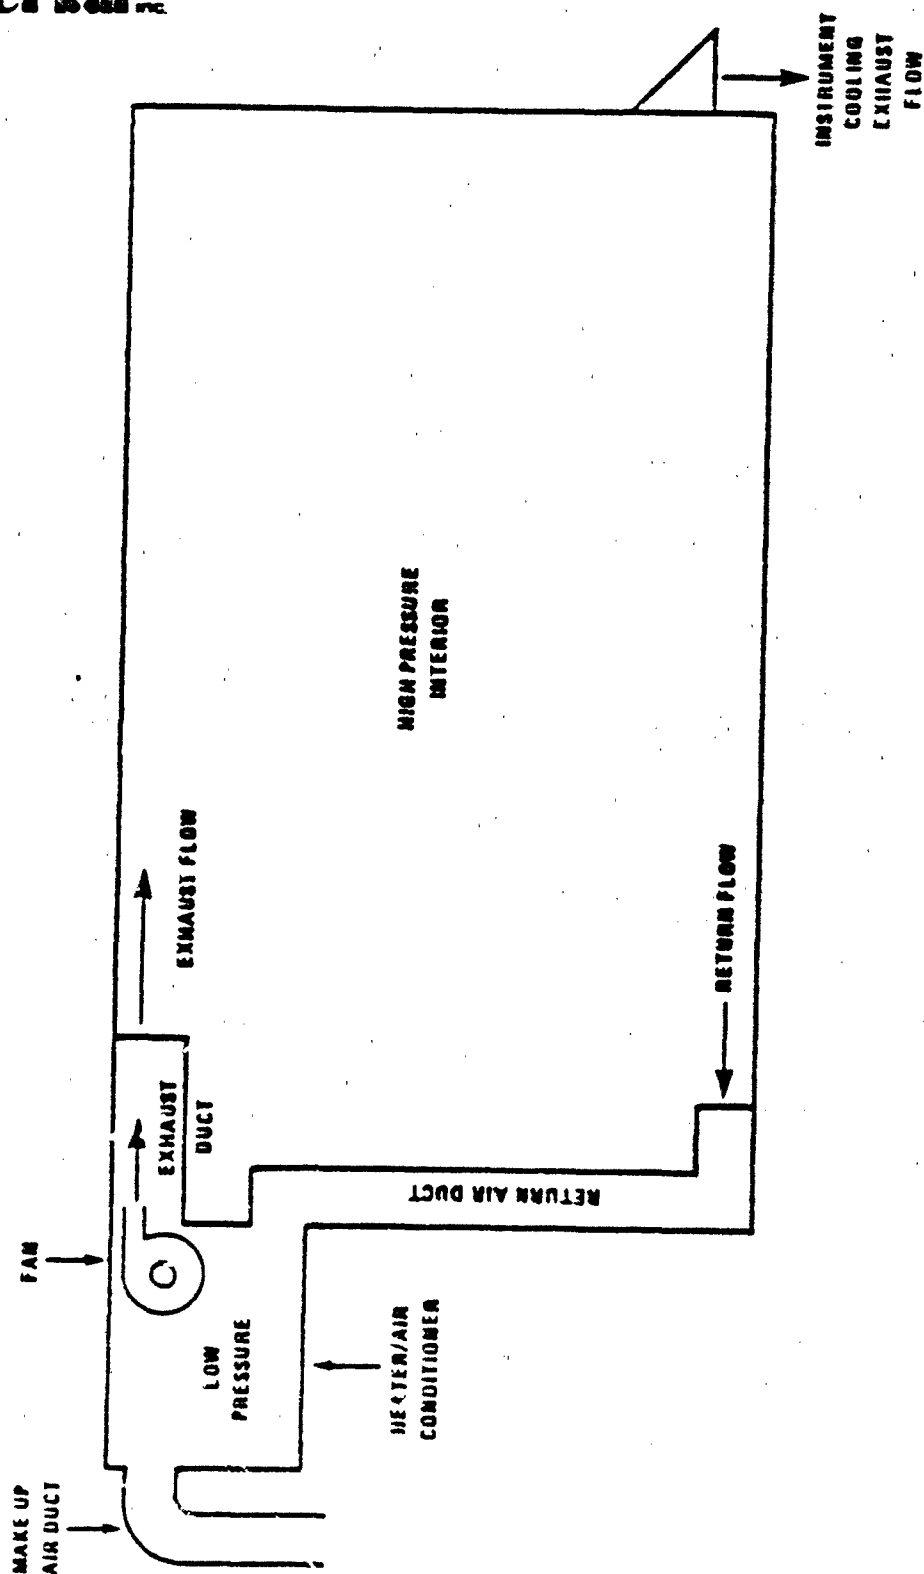 inc.
INSTRUMENT
COOLING
EXHAUST
FLOW
HIGH PRESSURE
INTERIOR
EXHAUST FLOW
RETURN FLOW
EXHAUST
DUCT
RETURN AIR DUCT
FAN
LOW
PRESSURE
HEATER/AIR
CONDITIONER
MAKE UP
AIR DUCT